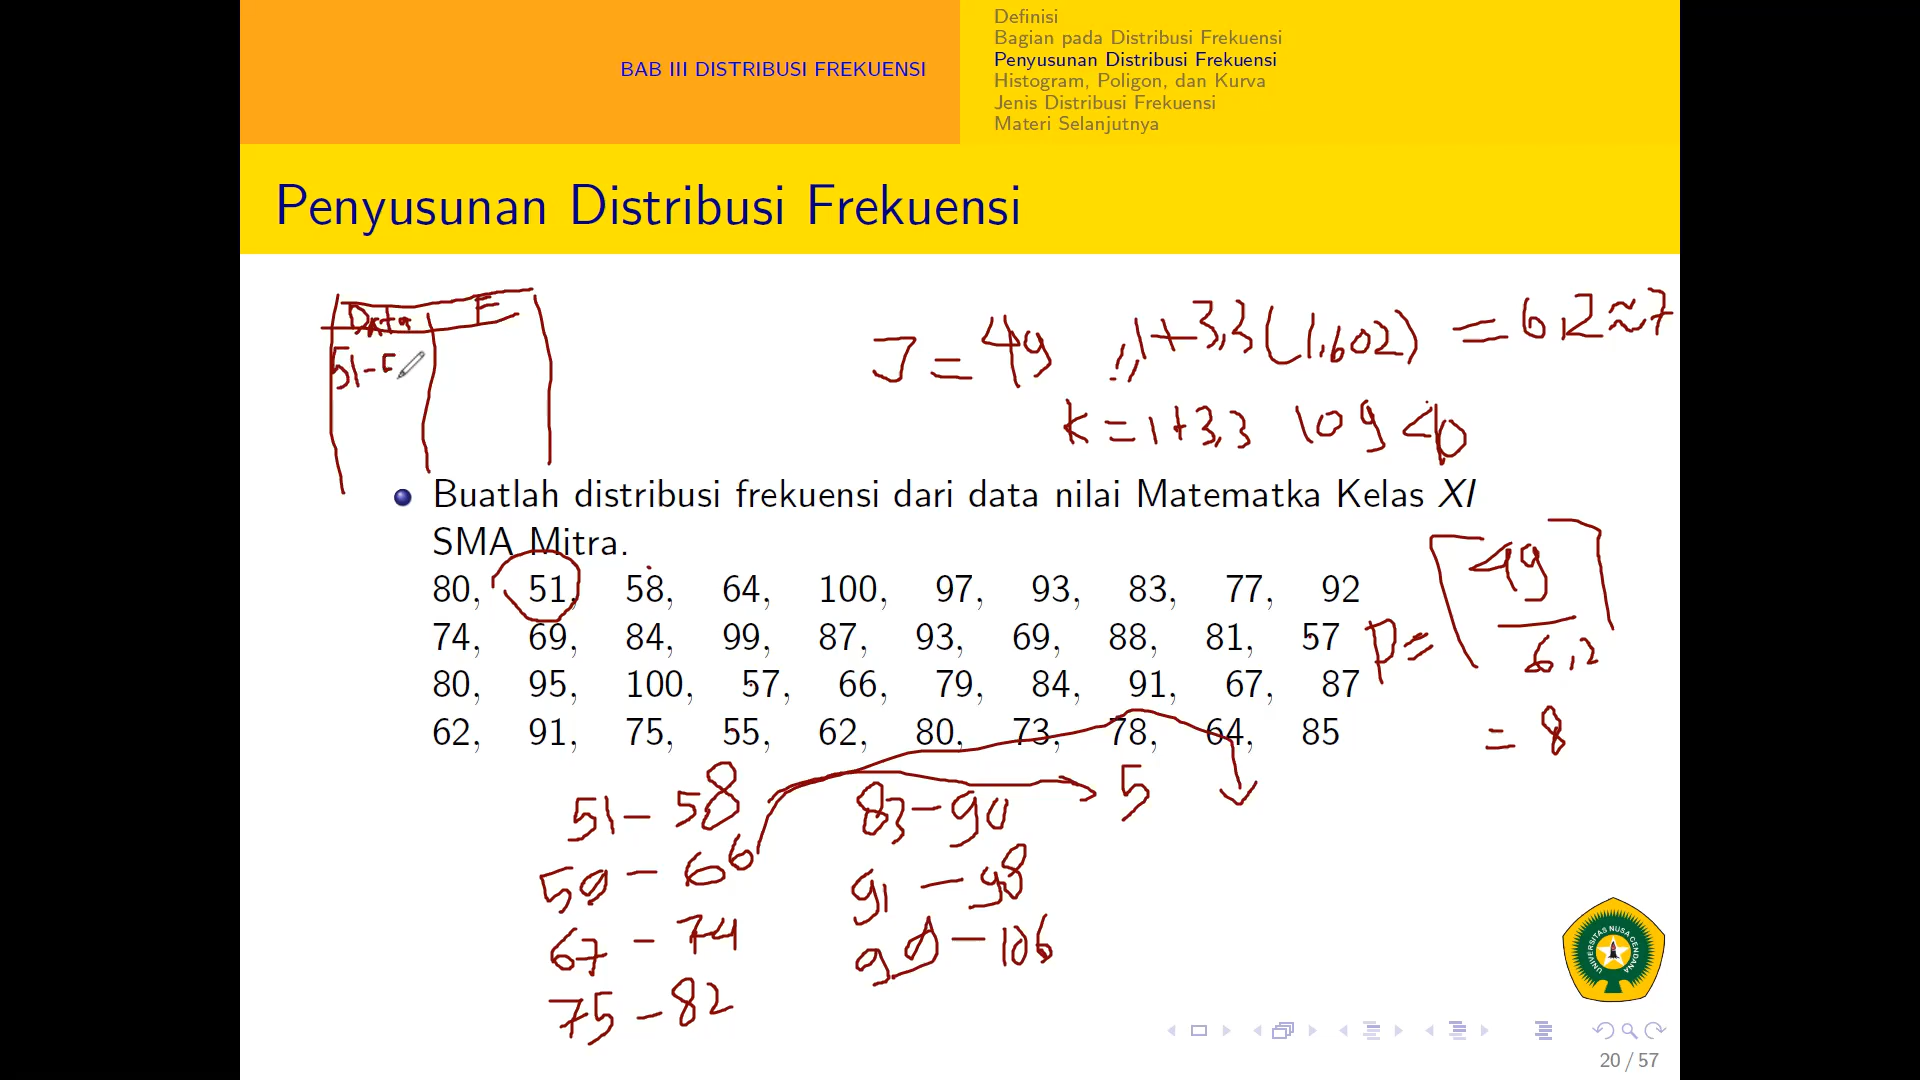 BAB III DISTRIBUSI FREKUENSI
Definisi
Bagian pada Distribusi Frekuensi
Penyusunan Distribusi Frekuensi
Histogram, Poligon, dan Kurva
Jenis Distribusi Frekuensi
Materi Selanjutnya
Penyusunan Distribusi Frekuensi
Data F
51-5
J = 49
1+3,3 (1,602) = 6,2 ≈ 7
k = 1+3,3 log 40
Buatlah distribusi frekuensi dari data nilai Matematka Kelas XI
SMA Mitra.
80, 51, 58, 64, 100, 97, 93, 83, 77, 92
74, 69, 84, 99, 87, 93, 69, 88, 81, 57
80, 95, 100, 57, 66, 79, 84, 91, 67, 87
62, 91, 75, 55, 62, 80, 73, 78, 64, 85
P = 49
6,2
= 8
51 - 58
59 - 66
67 - 74
75 - 82
83 - 90
91 - 98
99 - 106
5
UNIVERSITAS NUSA CENDANA
20 / 57